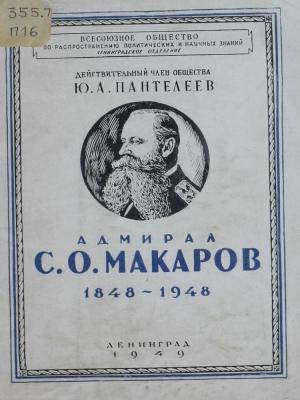 355.7
П16
ВСЕСОЮЗНОЕ ОБЩЕСТВО
ПО РАСПРОСТРАНЕНИЮ ПОЛИТИЧЕСКИХ И НАУЧНЫХ ЗНАНИЙ
ЛЕНИНГРАДСКОЕ ОТДЕЛЕНИЕ
ДЕЙСТВИТЕЛЬНЫЙ ЧЛЕН ОБЩЕСТВА
Ю.А.ПАНТЕЛЕЕВ
АДМИРАЛ
С.О.МАКАРОВ
1848~1948
ЛЕНИНГРАД
1949